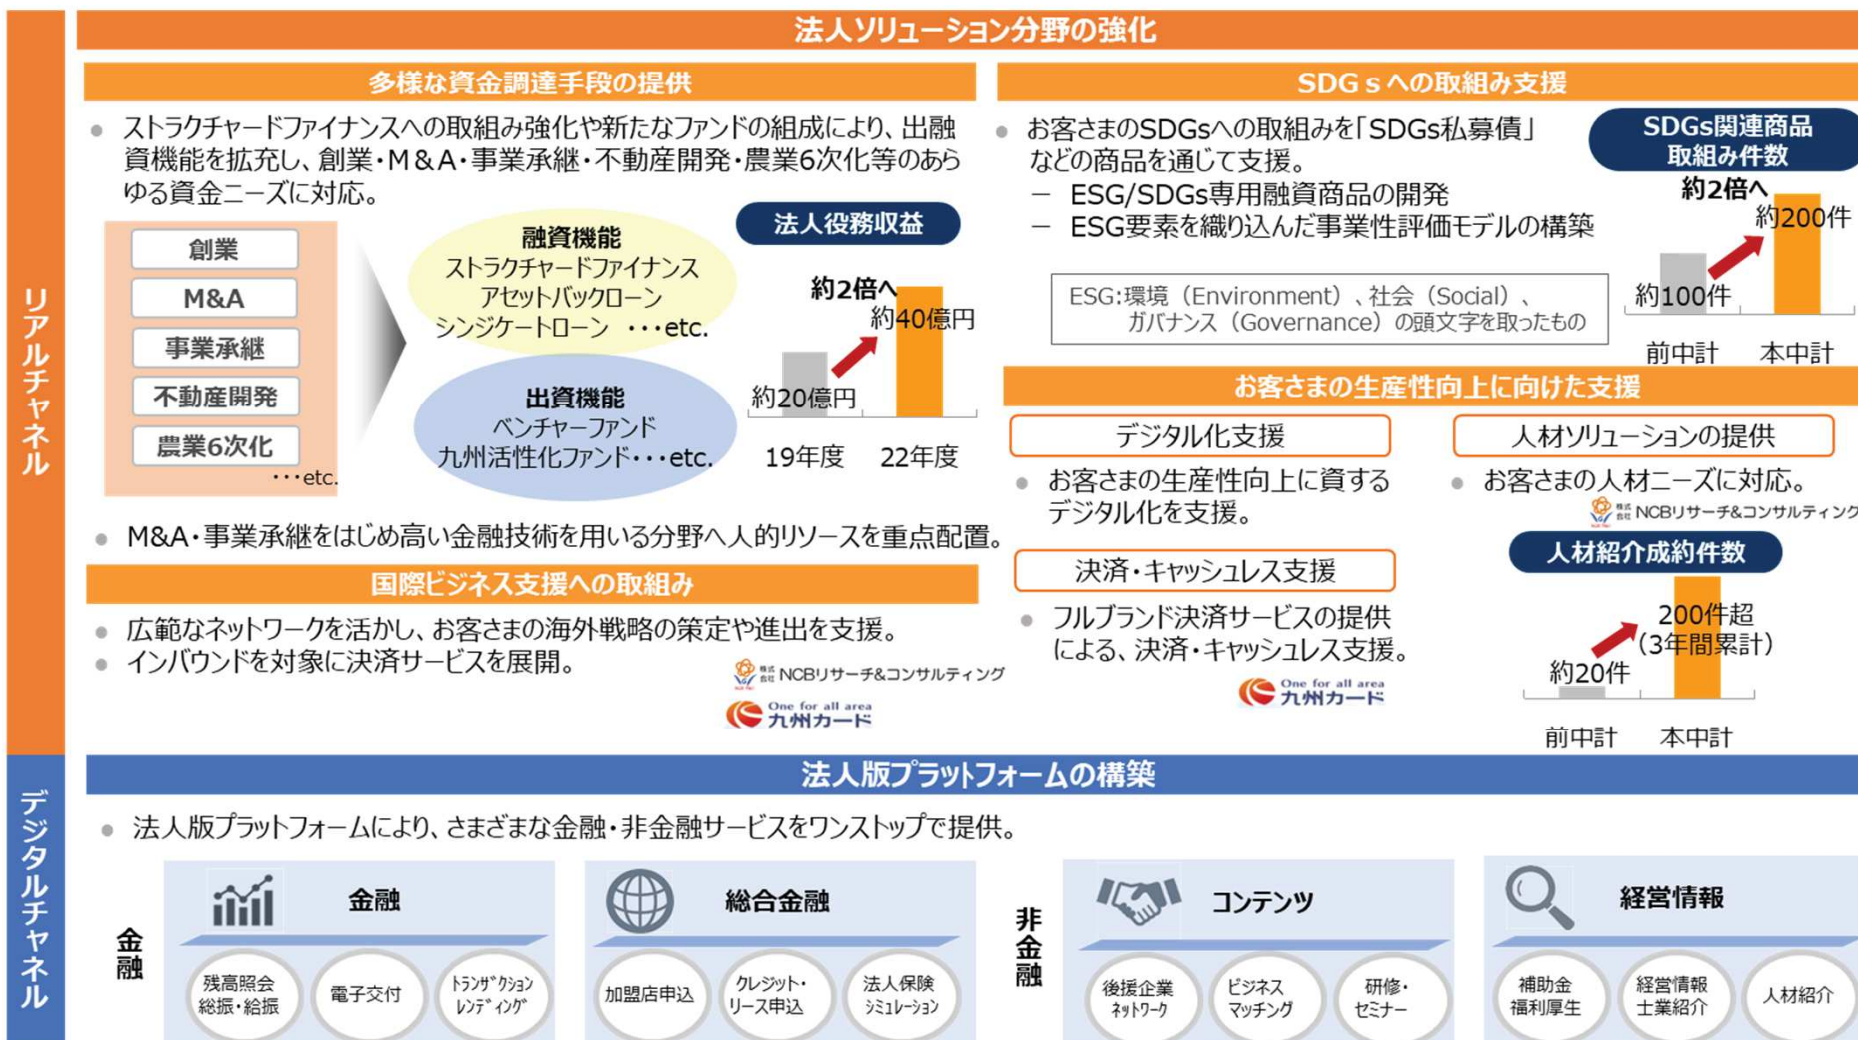 リアルチャネル
法人ソリューション分野の強化
多様な資金調達手段の提供
● ストラクチャードファイナンスへの取組み強化や新たなファンドの組成により、出融
資機能を拡充し、創業・M&A・事業承継・不動産開発・農業6次化等のあら
ゆる資金ニーズに対応。
創業
M&A
事業承継
不動産開発
農業6次化
・・・etc.
融資機能
ストラクチャードファイナンス
アセットバックローン
シンジケートローン ・・・etc.
出資機能
ベンチャーファンド
九州活性化ファンド・・・etc.
法人役務収益
約2倍へ
約40億円
約20億円
19年度 22年度
● M&A・事業承継をはじめ高い金融技術を用いる分野へ人的リソースを重点配置。
国際ビジネス支援への取組み
● 広範なネットワークを活かし、お客さまの海外戦略の策定や進出を支援。
● インバウンドを対象に決済サービスを展開。
株式会社 NCBリサーチ&コンサルティング
One for all area
九州カード
SDGsへの取組み支援
● お客さまのSDGsへの取組みを「SDGs私募債」
などの商品を通じて支援。
－ ESG/SDGs専用融資商品の開発
－ ESG要素を織り込んだ事業性評価モデルの構築
ESG:環境（Environment）、社会（Social）、
ガバナンス（Governance）の頭文字を取ったもの
SDGs関連商品
取組み件数
約2倍へ
約200件
約100件
前中計 本中計
お客さまの生産性向上に向けた支援
デジタル化支援
● お客さまの生産性向上に資する
デジタル化を支援。
決済・キャッシュレス支援
● フルブランド決済サービスの提供
による、決済・キャッシュレス支援。
One for all area
九州カード
人材ソリューションの提供
● お客さまの人材ニーズに対応。
株式会社 NCBリサーチ&コンサルティング
人材紹介成約件数
200件超
（3年間累計）
約20件
前中計 本中計
デジタルチャネル
法人版プラットフォームの構築
● 法人版プラットフォームにより、さまざまな金融・非金融サービスをワンストップで提供。
金融
金融
残高照会
総振・給振
電子交付
ﾄﾗﾝｻﾞｸｼｮﾝ
ﾚﾝﾃﾞｨﾝｸﾞ
総合金融
加盟店申込
クレジット・
リース申込
法人保険
ｼﾐｭﾚｰｼｮﾝ
非金融
コンテンツ
後援企業
ﾈｯﾄﾜｰｸ
ビジネス
マッチング
研修・
セミナー
経営情報
補助金
福利厚生
経営情報
士業紹介
人材紹介